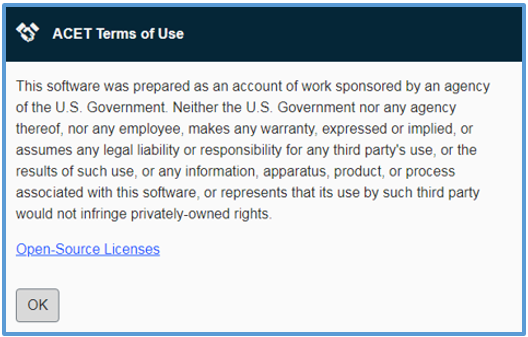 ACET Terms of Use
This software was prepared as an account of work sponsored by an agency
of the U.S. Government. Neither the U.S. Government nor any agency
thereof, nor any employee, makes any warranty, expressed or implied, or
assumes any legal liability or responsibility for any third party's use, or the
results of such use, or any information, apparatus, product, or process
associated with this software, or represents that its use by such third party
would not infringe privately-owned rights.
Open-Source Licenses
OK